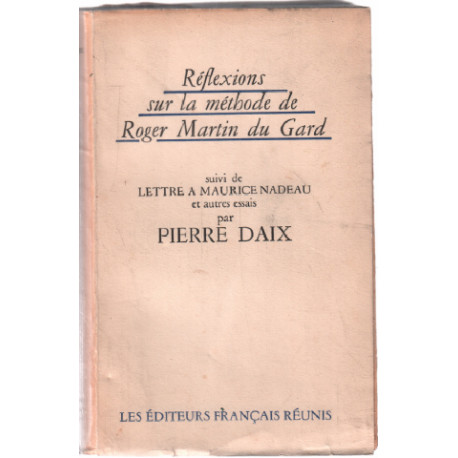 Réflexions
sur la méthode de
Roger Martin du Gard
suivi de
LETTRE A MAURICE NADEAU
et autres essais
par
PIERRE DAIX
LES ÉDITEURS FRANÇAIS RÉUNIS